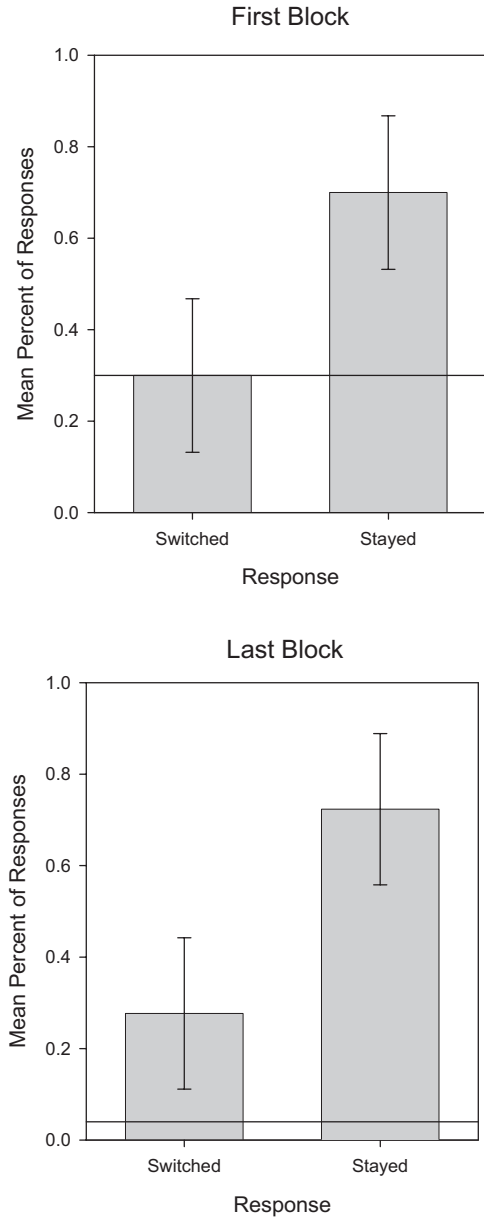 First Block
1.0
0.8
0.6
0.4
0.2
0.0
Mean Percent of Responses
Switched Stayed
Response
Last Block
1.0
0.8
0.6
0.4
0.2
0.0
Mean Percent of Responses
Switched Stayed
Response